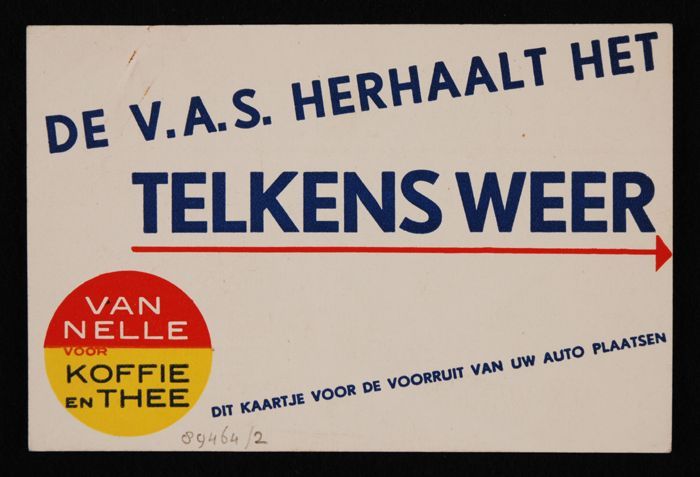 DE V.A.S. HERHAALT HET
TELKENS WEER
VAN
NELLE
VOOR
KOFFIE
EN THEE
DIT KAARTJE VOOR DE VOORRUIT VAN UW AUTO PLAATSEN
89464/2